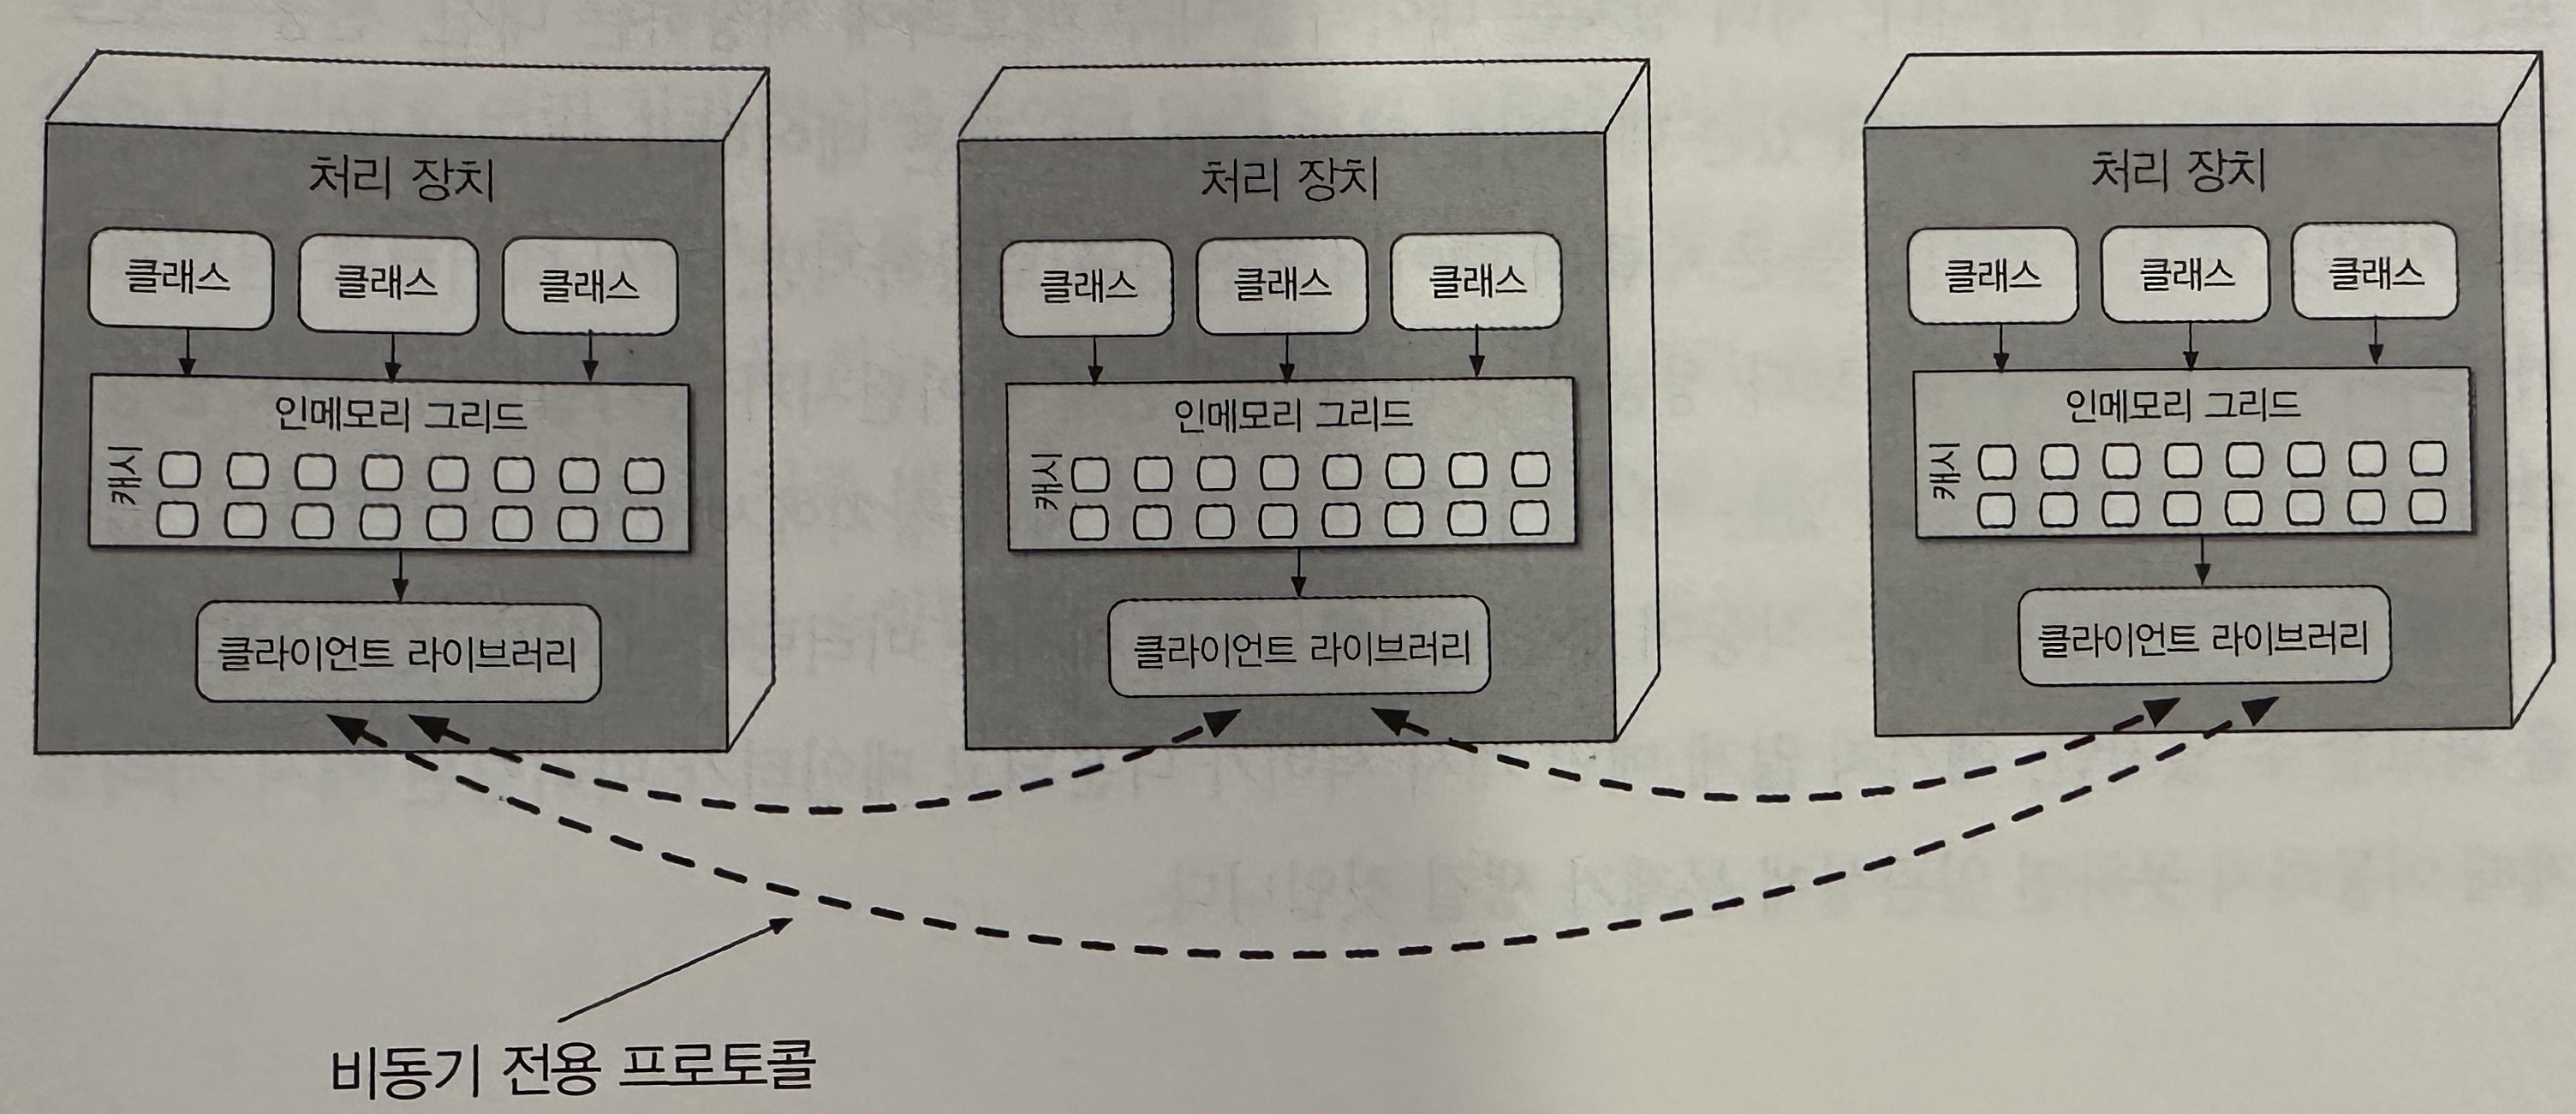 처리 장치
클래스 클래스 클래스
인메모리 그리드
캐시
클라이언트 라이브러리
처리 장치
클래스 클래스 클래스
인메모리 그리드
캐시
클라이언트 라이브러리
처리 장치
클래스 클래스 클래스
인메모리 그리드
캐시
클라이언트 라이브러리
비동기 전용 프로토콜